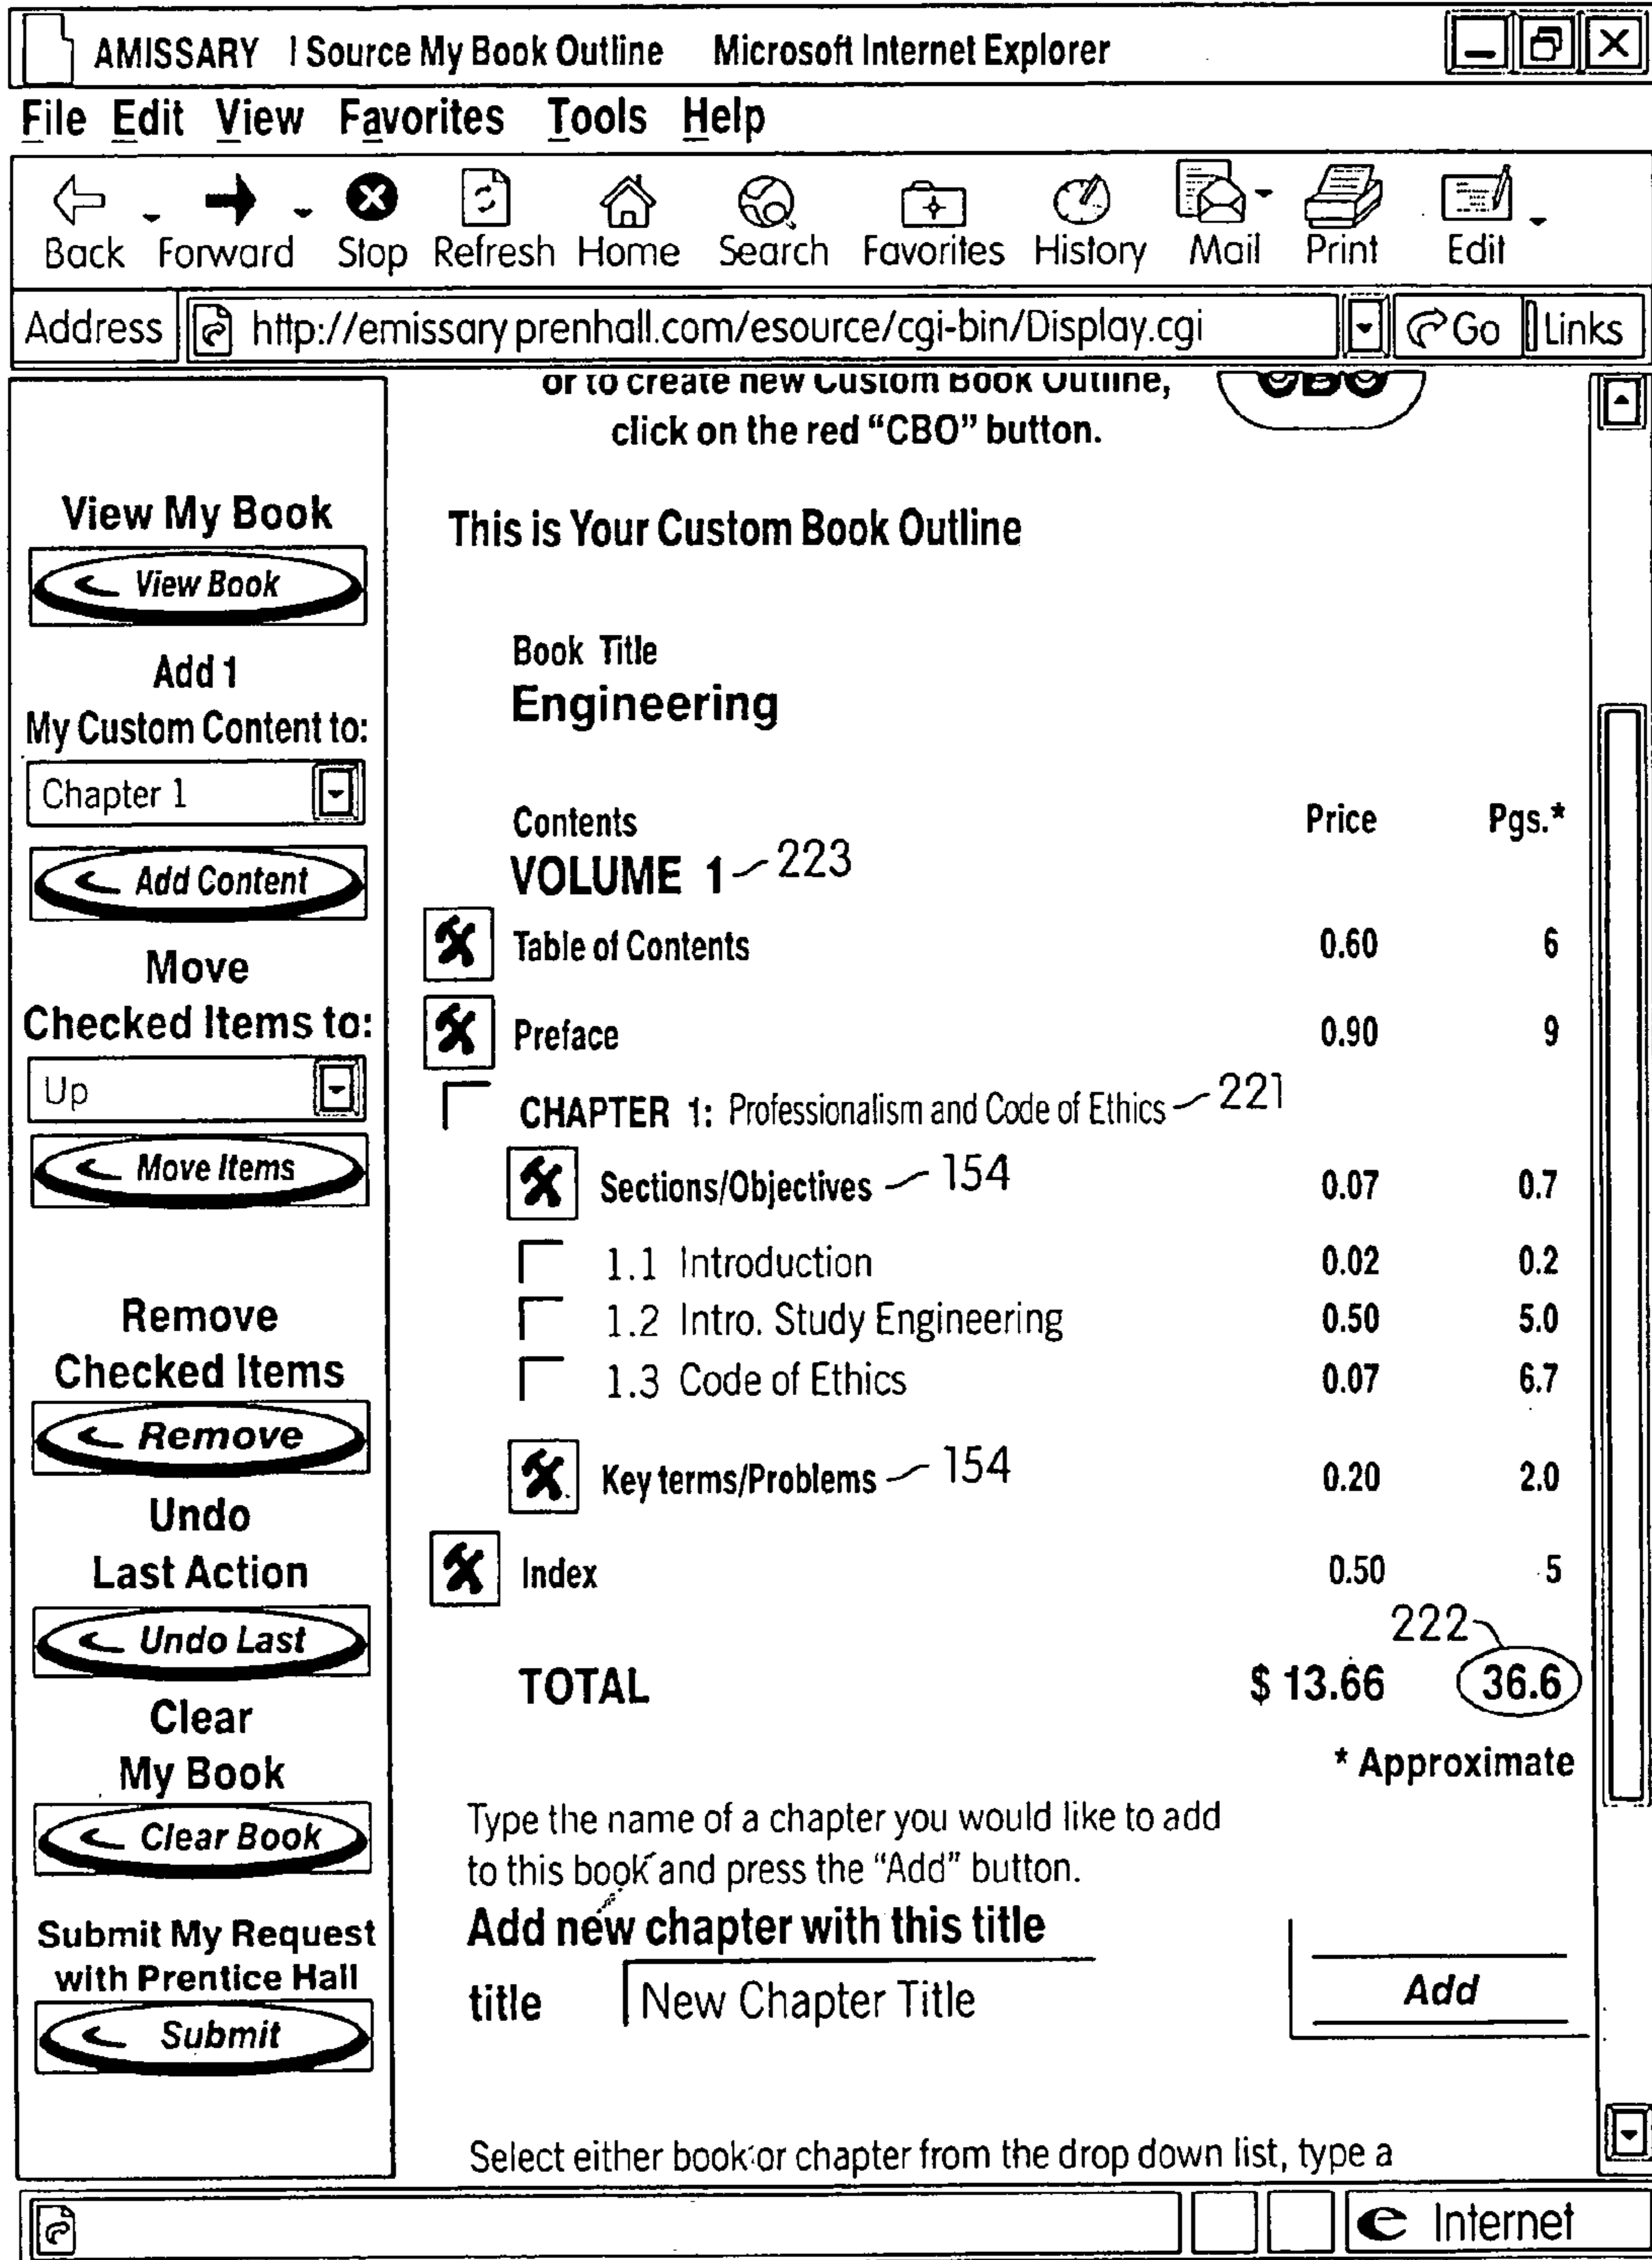 AMISSARY I Source My Book Outline Microsoft Internet Explorer
File Edit View Favorites Tools Help
Back Forward Stop Refresh Home Search Favorites History Mail Print Edit
Address http://emissary prenhall.com/esource/cgi-bin/Display.cgi Go Links
or to create new Custom Book Outline, CBO
click on the red “CBO” button.
View My Book
View Book
Add 1
My Custom Content to:
Chapter 1
Add Content
Move
Checked Items to:
Up
Move Items
Remove
Checked Items
Remove
Undo
Last Action
Undo Last
Clear
My Book
Clear Book
Submit My Request
with Prentice Hall
Submit
This is Your Custom Book Outline
Book Title
Engineering
Contents Price Pgs.*
VOLUME 1 223
Table of Contents 0.60 6
Preface 0.90 9
CHAPTER 1: Professionalism and Code of Ethics 221
Sections/Objectives 154 0.07 0.7
1.1 Introduction 0.02 0.2
1.2 Intro. Study Engineering 0.50 5.0
1.3 Code of Ethics 0.07 6.7
Key terms/Problems 154 0.20 2.0
Index 0.50 5
222
TOTAL $ 13.66 36.6
* Approximate
Type the name of a chapter you would like to add
to this book and press the “Add” button.
Add new chapter with this title
title New Chapter Title Add
Select either book or chapter from the drop down list, type a
Internet